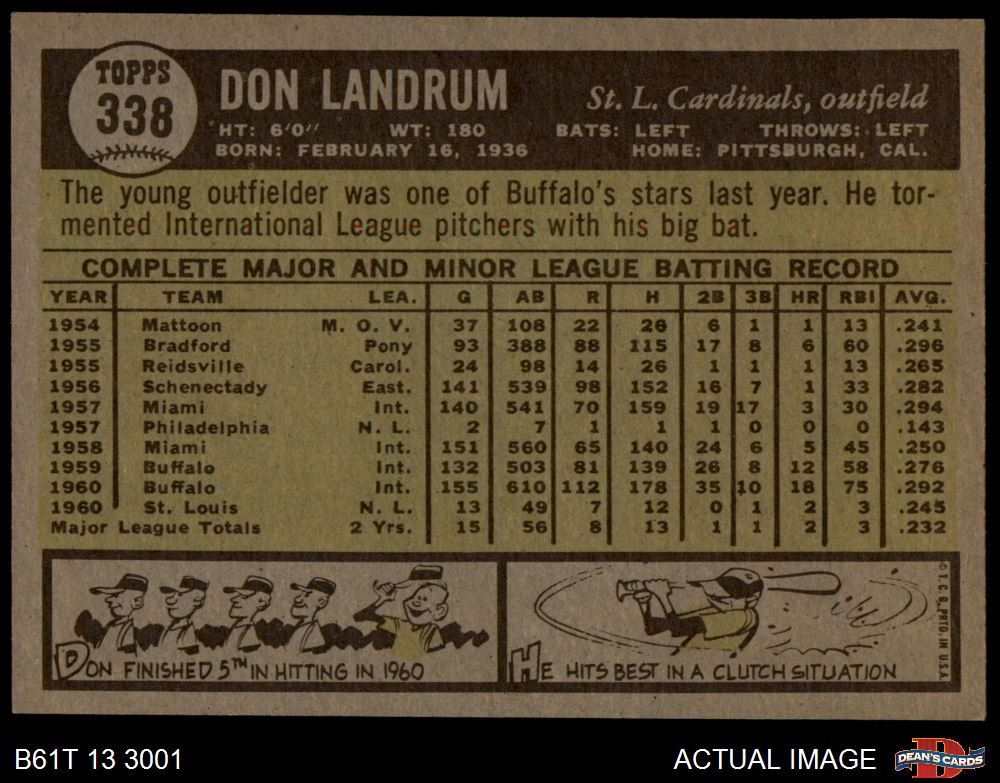 TOPPS
338
DON LANDRUM
St. L. Cardinals, outfield
HT: 6'0" WT: 180 BATS: LEFT THROWS: LEFT
BORN: FEBRUARY 16, 1936 HOME: PITTSBURGH, CAL.
The young outfielder was one of Buffalo's stars last year. He tor-
mented International League pitchers with his big bat.
COMPLETE MAJOR AND MINOR LEAGUE BATTING RECORD
YEAR TEAM LEA. G AB R H 2B 3B HR RBI AVG.
1954 Mattoon M. O. V. 37 108 22 26 6 1 1 13 .241
1955 Bradford Pony 93 388 88 115 17 8 6 60 .296
1955 Reidsville Carol. 24 98 14 26 1 1 1 13 .265
1956 Schenectady East. 141 539 98 152 16 7 1 33 .282
1957 Miami Int. 140 541 70 159 19 17 3 30 .294
1957 Philadelphia N. L. 2 7 1 1 1 0 0 0 .143
1958 Miami Int. 151 560 65 140 24 6 5 45 .250
1959 Buffalo Int. 132 503 81 139 26 8 12 58 .276
1960 Buffalo Int. 155 610 112 178 35 10 18 75 .292
1960 St. Louis N. L. 13 49 7 12 0 1 2 3 .245
Major League Totals 2 Yrs. 15 56 8 13 1 1 2 3 .232
DON FINISHED 5TH IN HITTING IN 1960
HE HITS BEST IN A CLUTCH SITUATION
© T. C. G. PRTD. IN U.S.A.
B61T 13 3001
ACTUAL IMAGE
D
DEAN'S CARDS